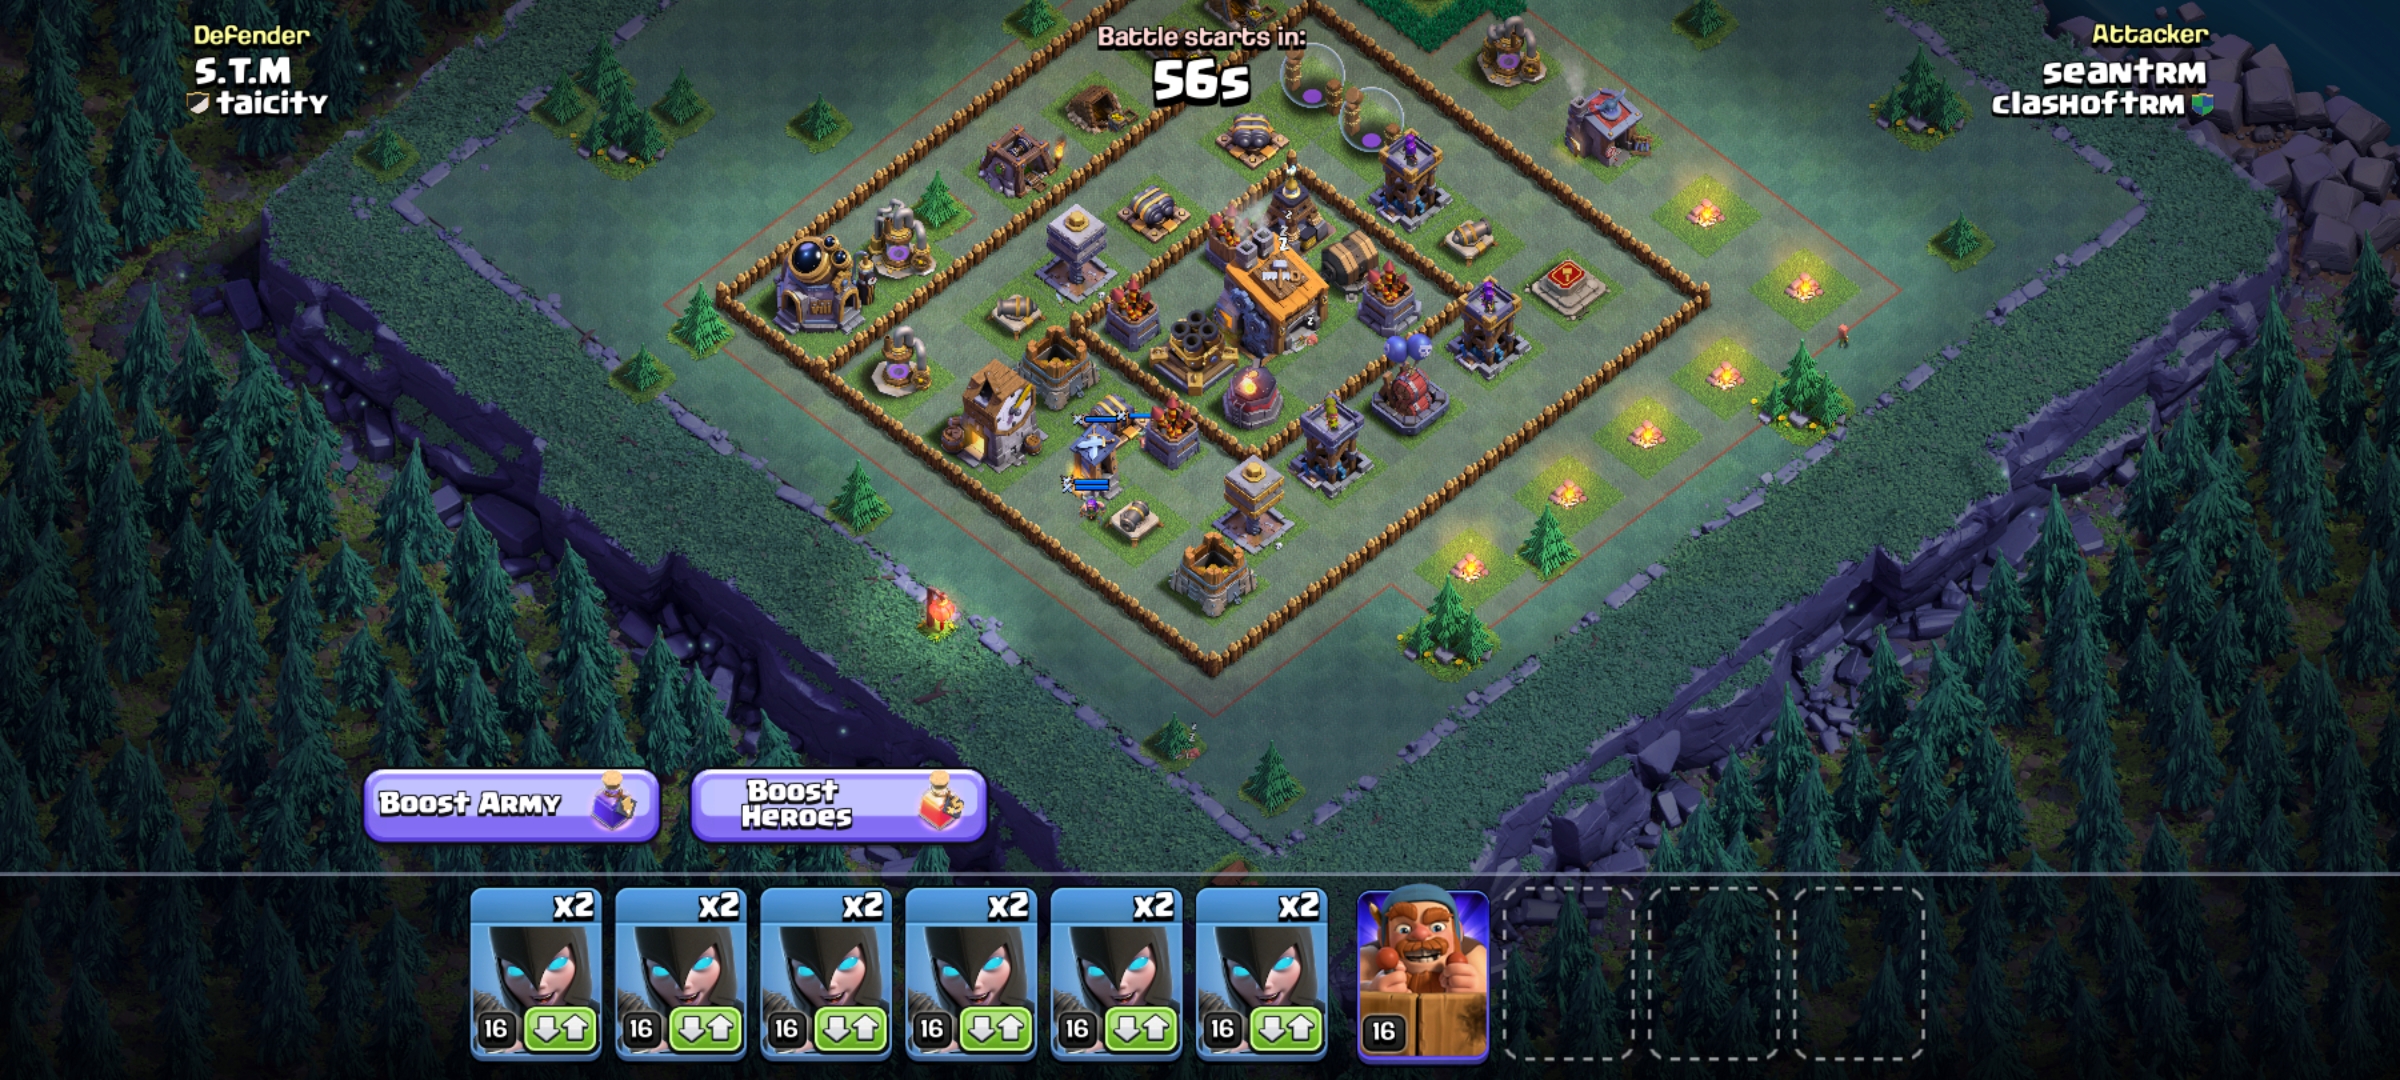 Defender
S.T.M
taicity
Battle starts in:
56s
Attacker
seantRM
clashoftRM
VIII
z
z
z
Boost Army
Boost
Heroes
x2
x2
x2
x2
x2
x2
16
16
16
16
16
16
16